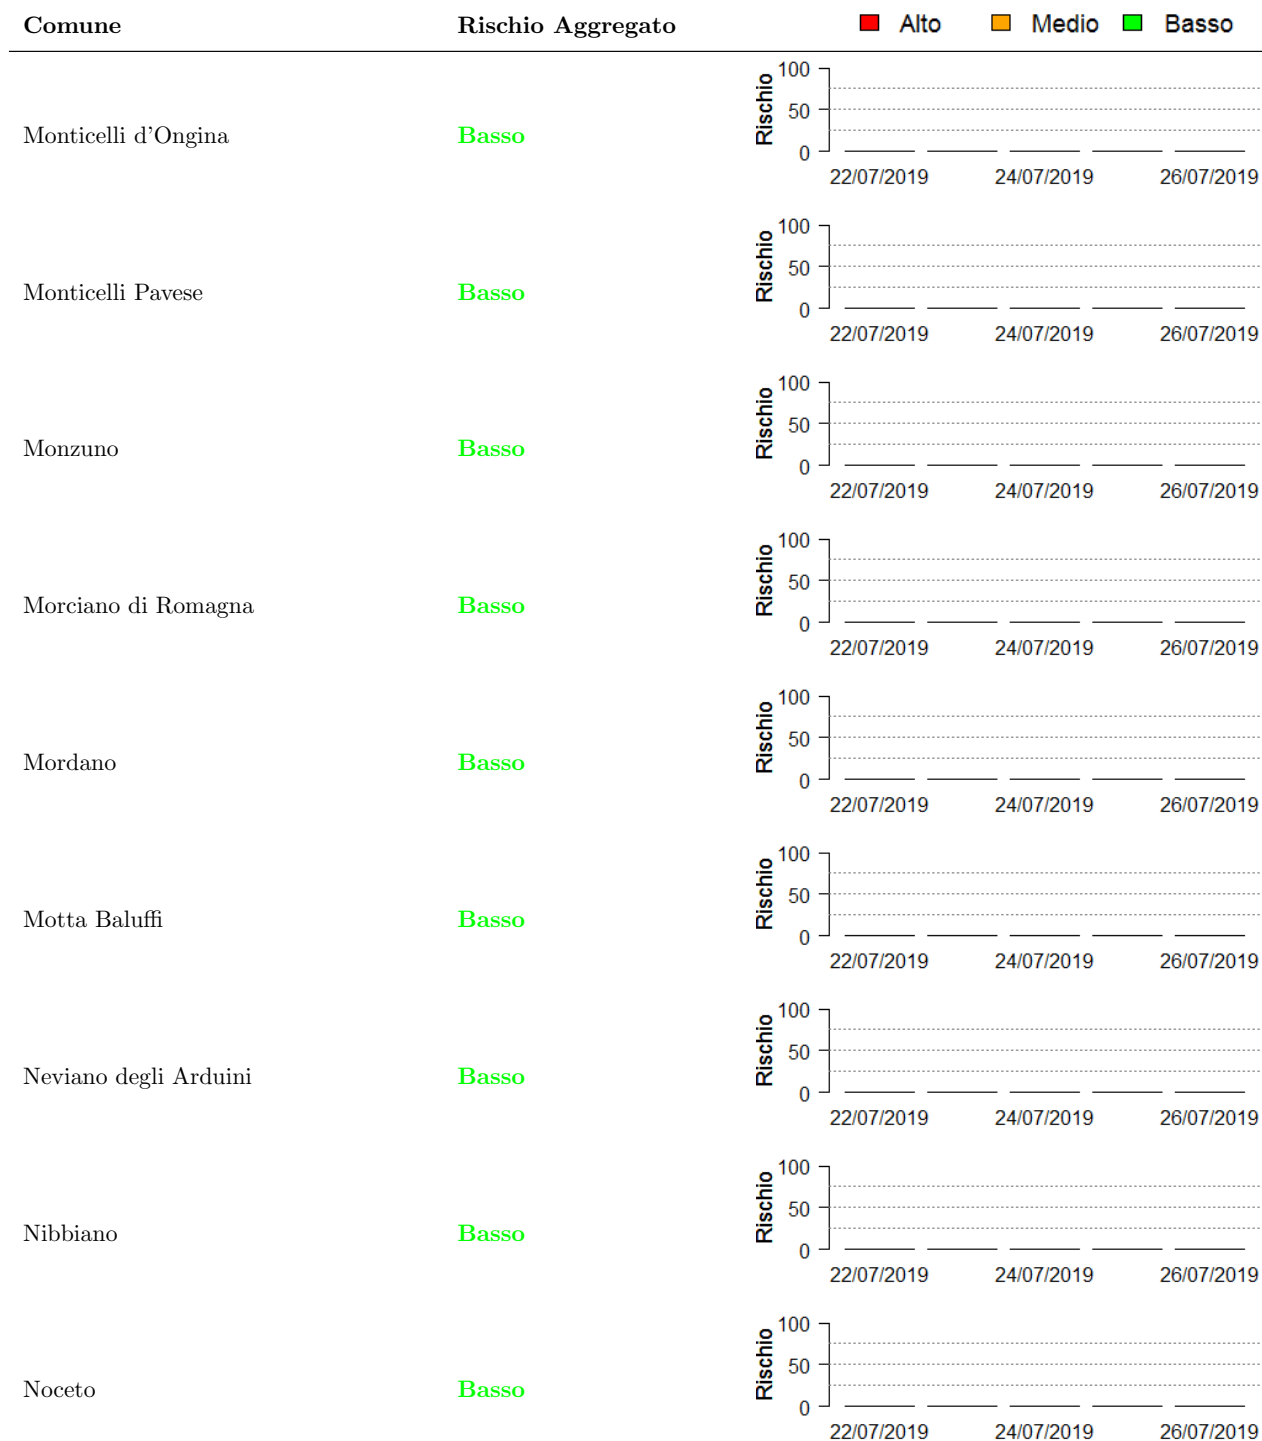 Comune Rischio Aggregato Alto Medio Basso
100
Rischio
50
Monticelli d'Ongina Basso
0
22/07/2019 24/07/2019 26/07/2019
100
Rischio
50
Monticelli Pavese Basso
0
22/07/2019 24/07/2019 26/07/2019
100
Rischio
50
Monzuno Basso
0
22/07/2019 24/07/2019 26/07/2019
100
Rischio
50
Morciano di Romagna Basso
0
22/07/2019 24/07/2019 26/07/2019
100
Rischio
50
Mordano Basso
0
22/07/2019 24/07/2019 26/07/2019
100
Rischio
50
Motta Baluffi Basso
0
22/07/2019 24/07/2019 26/07/2019
100
Rischio
50
Neviano degli Arduini Basso
0
22/07/2019 24/07/2019 26/07/2019
100
Rischio
50
Nibbiano Basso
0
22/07/2019 24/07/2019 26/07/2019
100
Rischio
50
Noceto Basso
0
22/07/2019 24/07/2019 26/07/2019